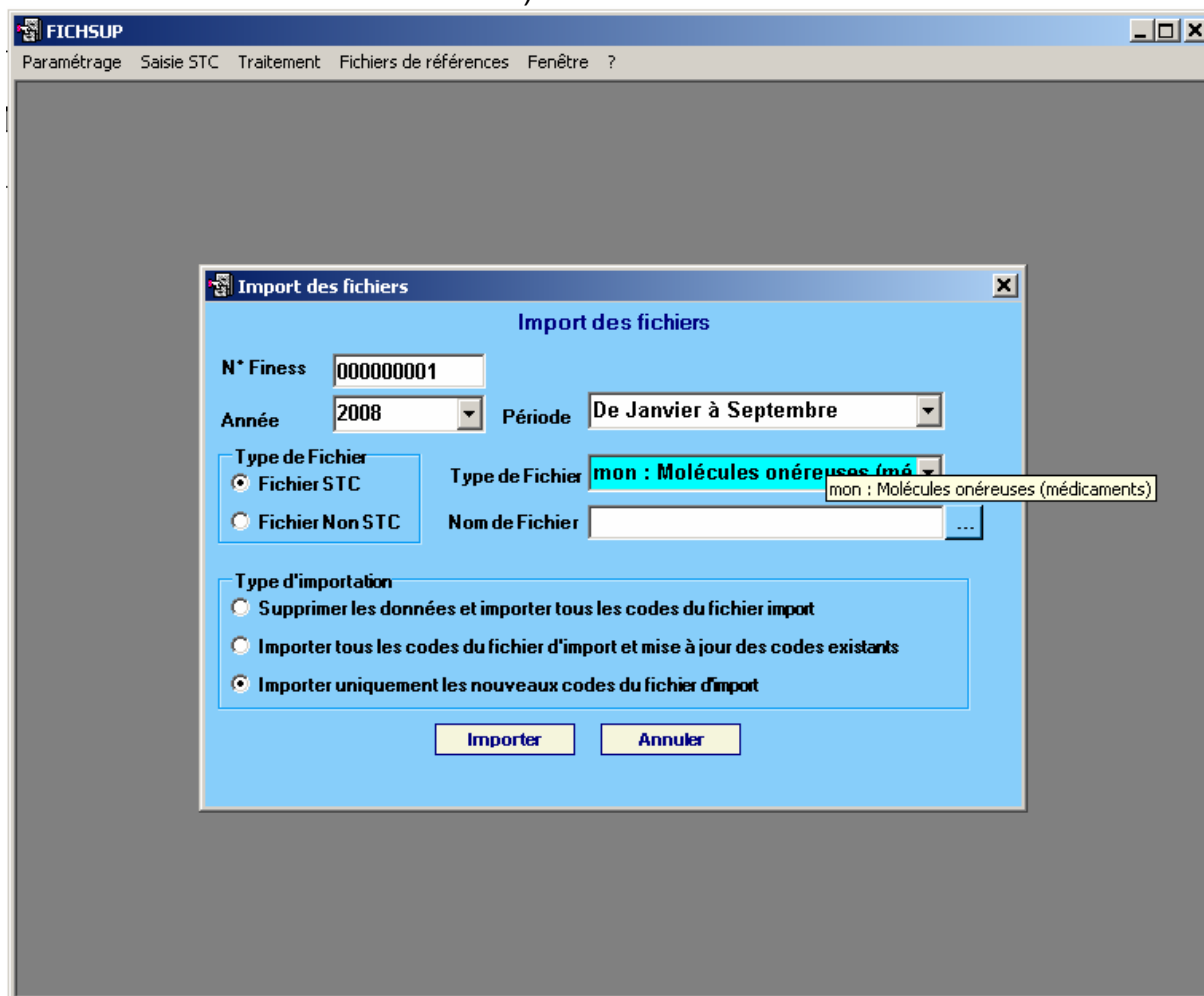 FICHSUP
Paramétrage Saisie STC Traitement Fichiers de références Fenêtre ?
Import des fichiers
Import des fichiers
N° Finess 000000001
Année 2008 Période De Janvier à Septembre
Type de Fichier
Fichier STC
Type de Fichier mon : Molécules onéreuses (mé
mon : Molécules onéreuses (médicaments)
Fichier Non STC
Nom de Fichier ...
Type d'importation
Supprimer les données et importer tous les codes du fichier import
Importer tous les codes du fichier d'import et mise à jour des codes existants
Importer uniquement les nouveaux codes du fichier d'import
Importer Annuler